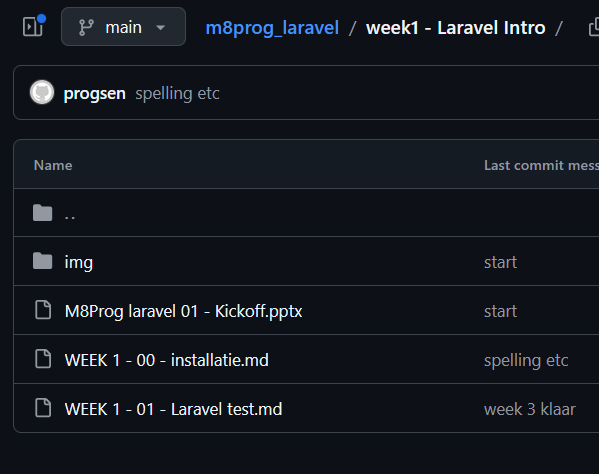 main m8prog_laravel / week1 - Laravel Intro /
progsen spelling etc
Name Last commit mess
..
img start
M8Prog laravel 01 - Kickoff.pptx start
WEEK 1 - 00 - installatie.md spelling etc
WEEK 1 - 01 - Laravel test.md week 3 klaar